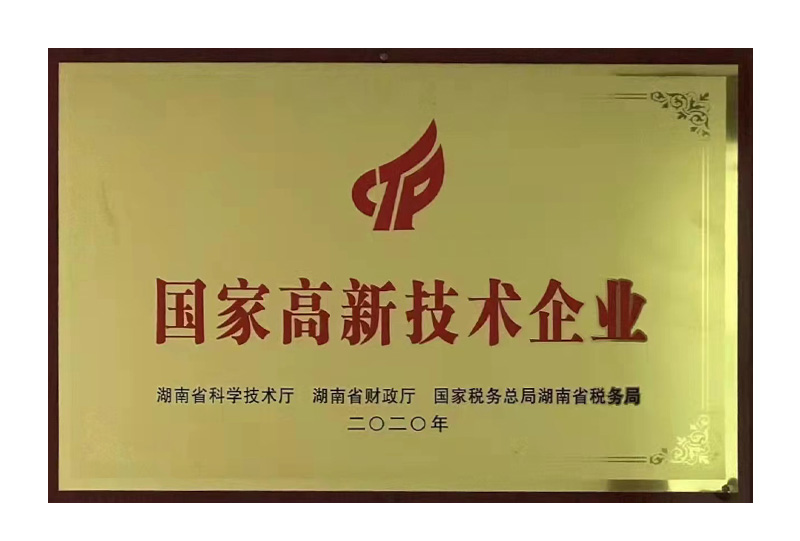 CTP
国家高新技术企业
湖南省科学技术厅 湖南省财政厅 国家税务总局湖南省税务局
二〇二〇年